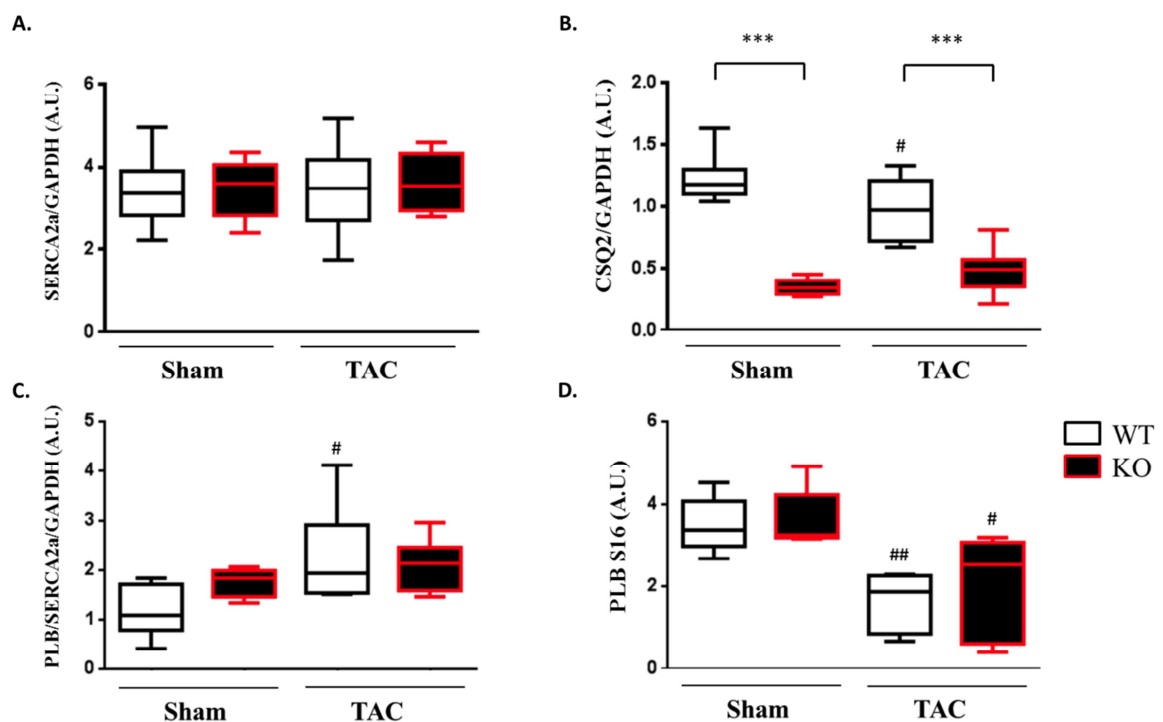 A.
SERCA2a/GAPDH (A.U.)
6
4
2
0
Sham
TAC
B.
***
***
CSQ2/GAPDH (A.U.)
2.0
1.5
1.0
0.5
0.0
#
Sham
TAC
C.
PLB/SERCA2a/GAPDH (A.U.)
5
4
3
2
1
0
#
Sham
TAC
D.
PLB S16 (A.U.)
6
4
2
0
##
#
Sham
TAC
WT
KO